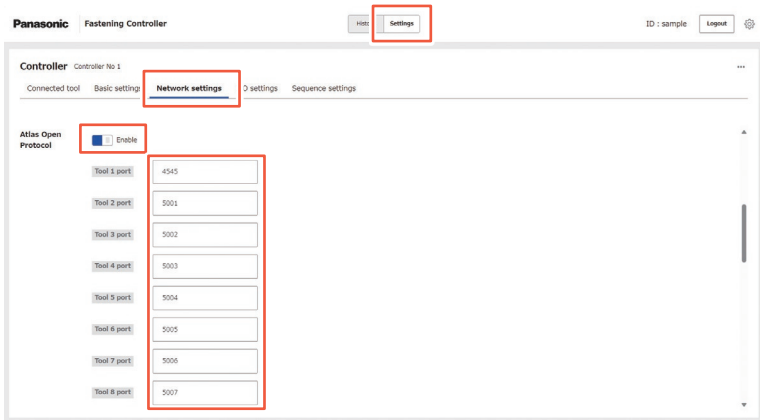 Panasonic Fastening Controller Histo Settings ID : sample Logout
Controller Controller No 1
Connected tool Basic settings Network settings O settings Sequence settings
Atlas Open Protocol Enable
Tool 1 port 4545
Tool 2 port 5001
Tool 3 port 5002
Tool 4 port 5003
Tool 5 port 5004
Tool 6 port 5005
Tool 7 port 5006
Tool 8 port 5007